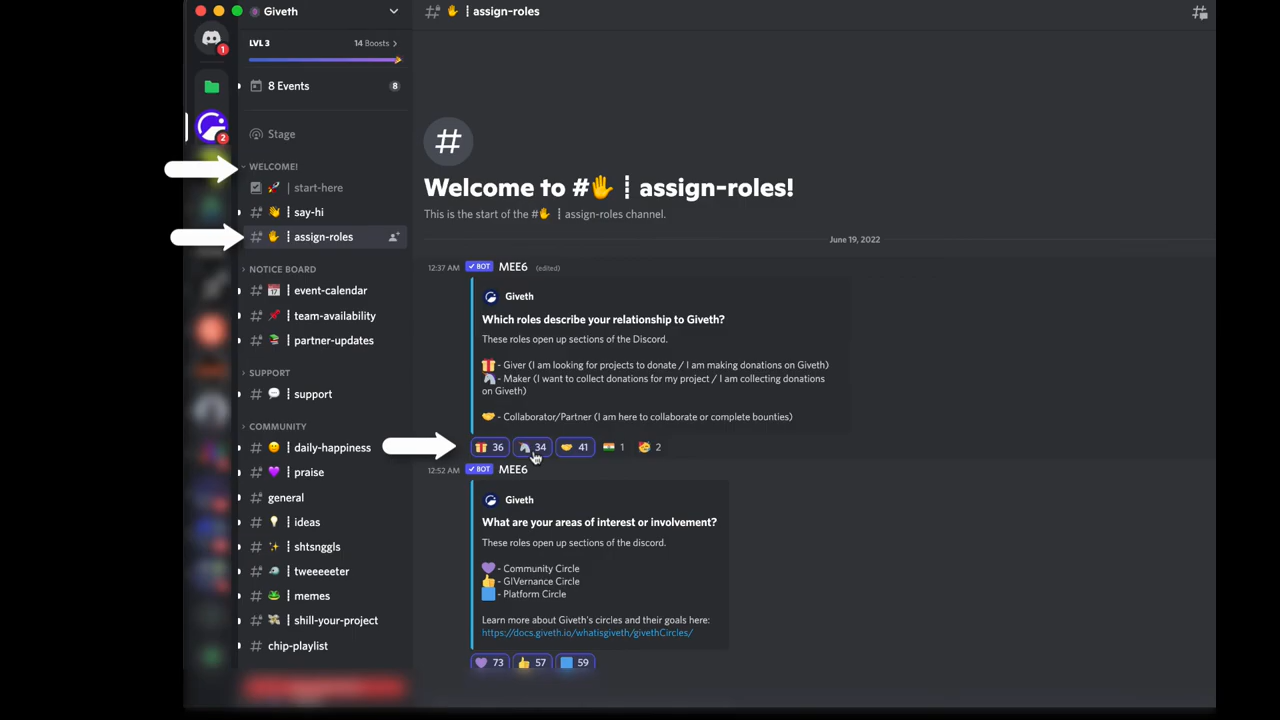 Giveth
LVL 3
14 Boosts
8 Events
8
Stage
WELCOME!
start-here
say-hi
assign-roles
NOTICE BOARD
event-calendar
team-availability
partner-updates
SUPPORT
support
COMMUNITY
daily-happiness
praise
general
ideas
shtsnggls
tweeeeter
memes
shill-your-project
chip-playlist
1
2
# ✋┊assign-roles
Welcome to #✋┊assign-roles!
This is the start of the #✋┊assign-roles channel.
June 19, 2022
12:37 AM ✓ BOT MEE6 (edited)
Giveth
Which roles describe your relationship to Giveth?
These roles open up sections of the Discord.
🎁 - Giver (I am looking for projects to donate / I am making donations on Giveth)
🐴 - Maker (I want to collect donations for my project / I am collecting donations
on Giveth)
🤝 - Collaborator/Partner (I am here to collaborate or complete bounties)
36 34 41 1 2
12:52 AM ✓ BOT MEE6
Giveth
What are your areas of interest or involvement?
These roles open up sections of the discord.
💜 - Community Circle
👍 - GIVernance Circle
🟦 - Platform Circle
Learn more about Giveth's circles and their goals here:
https://docs.giveth.io/whatisgiveth/givethCircles/
73 57 59